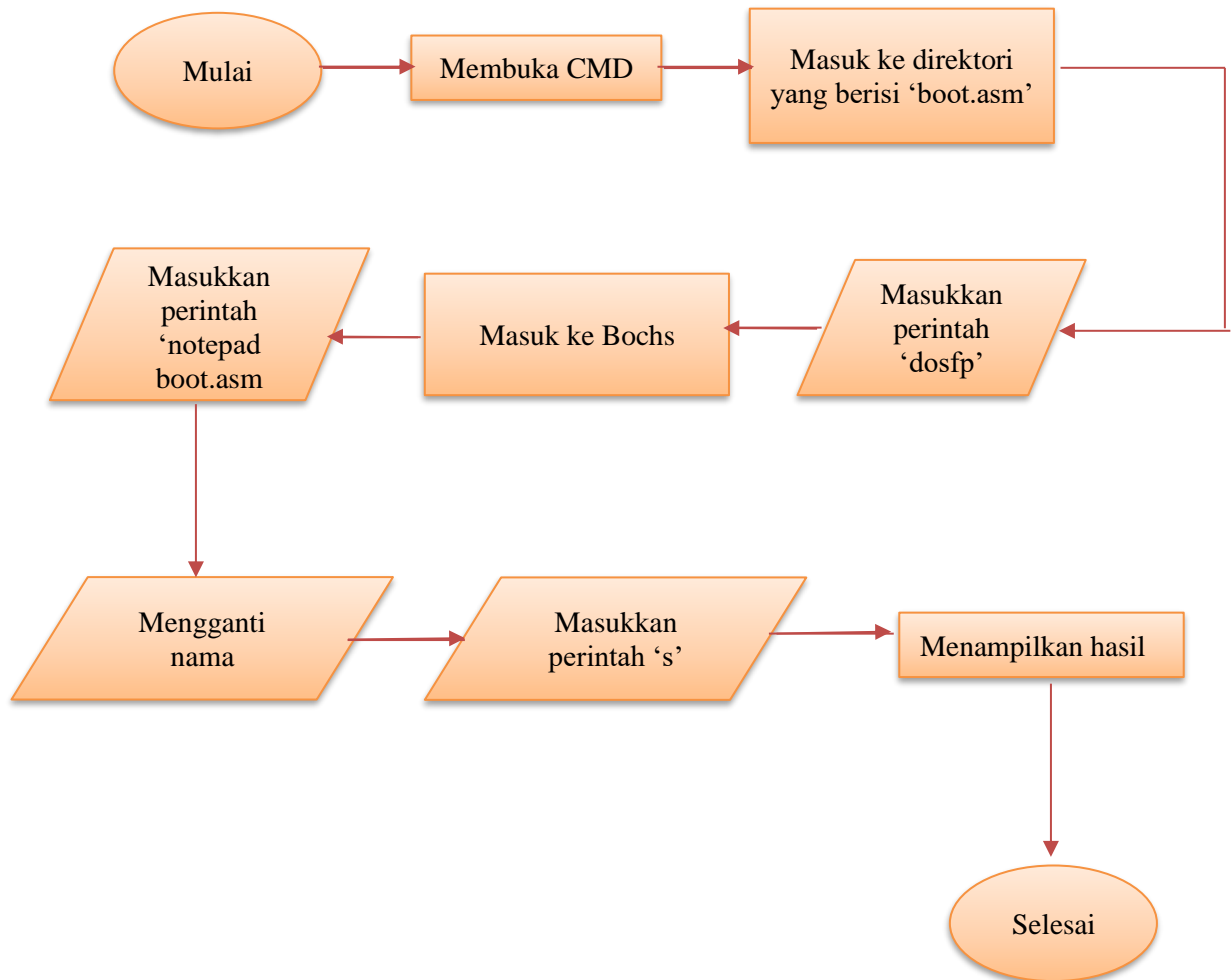 Mulai
Membuka CMD
Masuk ke direktori
yang berisi ‘boot.asm’
Masukkan
perintah
‘dosfp’
Masuk ke Bochs
Masukkan
perintah
‘notepad
boot.asm
Mengganti
nama
Masukkan
perintah ‘s’
Menampilkan hasil
Selesai